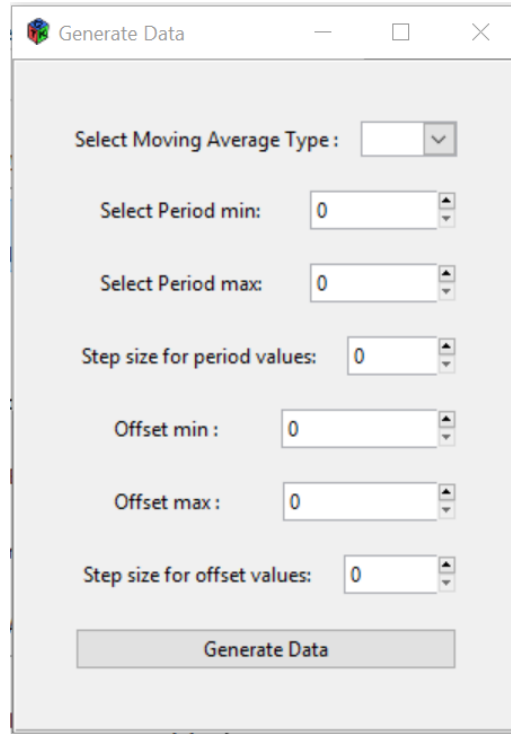 Generate Data
Select Moving Average Type :
Select Period min: 0
Select Period max: 0
Step size for period values: 0
Offset min : 0
Offset max : 0
Step size for offset values: 0
Generate Data